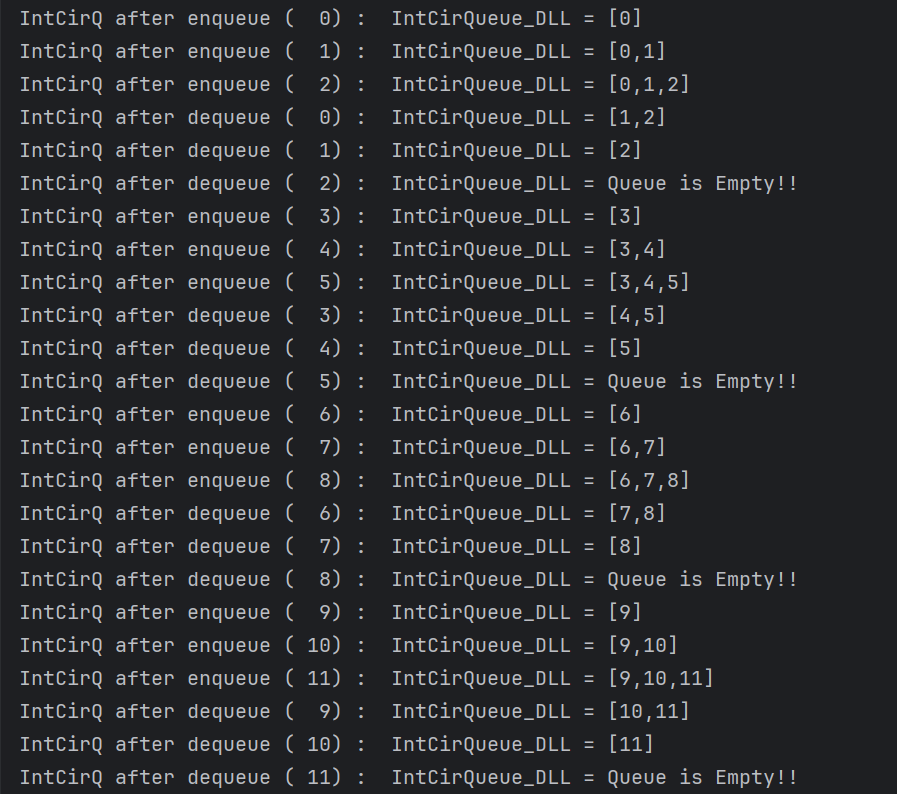 IntCirQ after enqueue (  0) :  IntCirQueue_DLL = [0]
IntCirQ after enqueue (  1) :  IntCirQueue_DLL = [0,1]
IntCirQ after enqueue (  2) :  IntCirQueue_DLL = [0,1,2]
IntCirQ after dequeue (  0) :  IntCirQueue_DLL = [1,2]
IntCirQ after dequeue (  1) :  IntCirQueue_DLL = [2]
IntCirQ after dequeue (  2) :  IntCirQueue_DLL = Queue is Empty!!
IntCirQ after enqueue (  3) :  IntCirQueue_DLL = [3]
IntCirQ after enqueue (  4) :  IntCirQueue_DLL = [3,4]
IntCirQ after enqueue (  5) :  IntCirQueue_DLL = [3,4,5]
IntCirQ after dequeue (  3) :  IntCirQueue_DLL = [4,5]
IntCirQ after dequeue (  4) :  IntCirQueue_DLL = [5]
IntCirQ after dequeue (  5) :  IntCirQueue_DLL = Queue is Empty!!
IntCirQ after enqueue (  6) :  IntCirQueue_DLL = [6]
IntCirQ after enqueue (  7) :  IntCirQueue_DLL = [6,7]
IntCirQ after enqueue (  8) :  IntCirQueue_DLL = [6,7,8]
IntCirQ after dequeue (  6) :  IntCirQueue_DLL = [7,8]
IntCirQ after dequeue (  7) :  IntCirQueue_DLL = [8]
IntCirQ after dequeue (  8) :  IntCirQueue_DLL = Queue is Empty!!
IntCirQ after enqueue (  9) :  IntCirQueue_DLL = [9]
IntCirQ after enqueue ( 10) :  IntCirQueue_DLL = [9,10]
IntCirQ after enqueue ( 11) :  IntCirQueue_DLL = [9,10,11]
IntCirQ after dequeue (  9) :  IntCirQueue_DLL = [10,11]
IntCirQ after dequeue ( 10) :  IntCirQueue_DLL = [11]
IntCirQ after dequeue ( 11) :  IntCirQueue_DLL = Queue is Empty!!